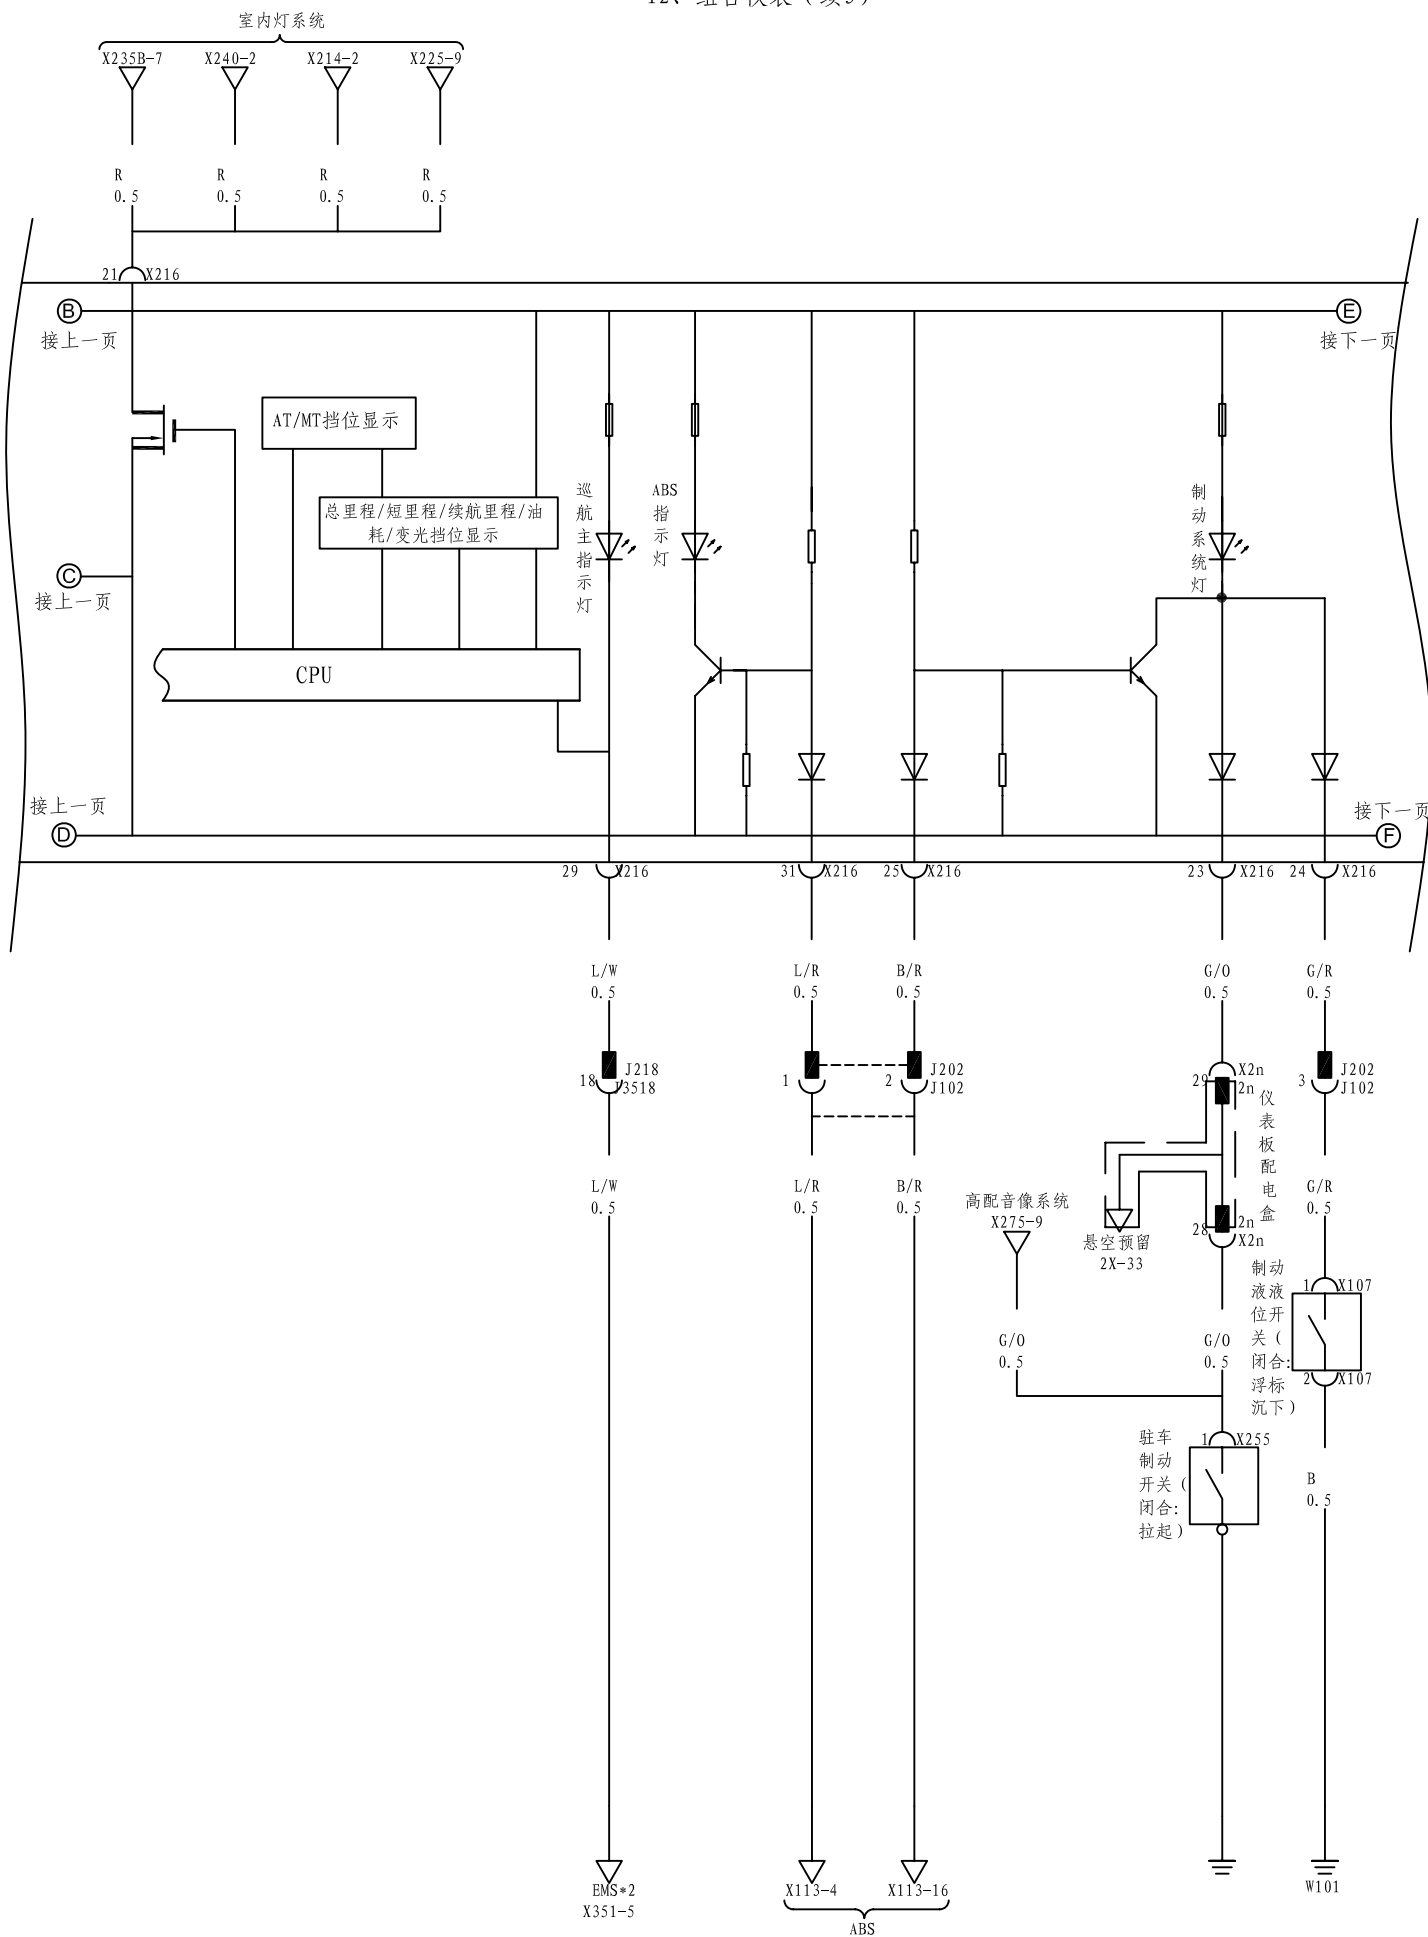 12、组合仪表（续3）
室内灯系统
X235B-7
X240-2
X214-2
X225-9
R
0.5
R
0.5
R
0.5
R
0.5
21
X216
B
接上一页
E
接下一页
AT/MT挡位显示
总里程/短里程/续航里程/油
耗/变光挡位显示
巡
航
主
指
示
灯
ABS
指
示
灯
制
动
系
统
灯
C
接上一页
CPU
接上一页
D
接下一页
F
29
X216
31
X216
25
X216
23
X216
24
X216
L/W
0.5
L/R
0.5
B/R
0.5
G/O
0.5
G/R
0.5
18
J218
J3518
1
2
J202
J102
29
X2n
2n
3
J202
J102
仪
表
板
配
电
盒
L/W
0.5
L/R
0.5
B/R
0.5
G/R
0.5
高配音像系统
X275-9
悬空预留
2X-33
28
2n
X2n
制动
液液
位开
关（
闭合:
浮标
沉下）
1
X107
2
X107
G/O
0.5
G/O
0.5
驻车
制动
开关（
闭合:
拉起）
1
X255
B
0.5
EMS*2
X351-5
X113-4
X113-16
ABS
W101